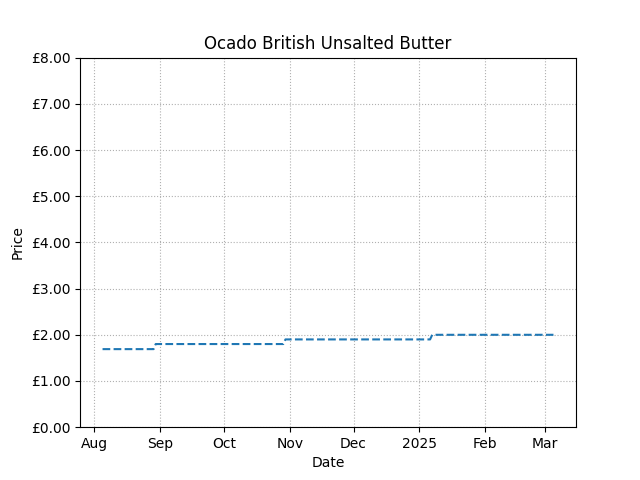 Ocado British Unsalted Butter
£8.00
£7.00
£6.00
£5.00
£4.00
£3.00
£2.00
£1.00
£0.00
Price
Aug Sep Oct Nov Dec 2025 Feb Mar
Date